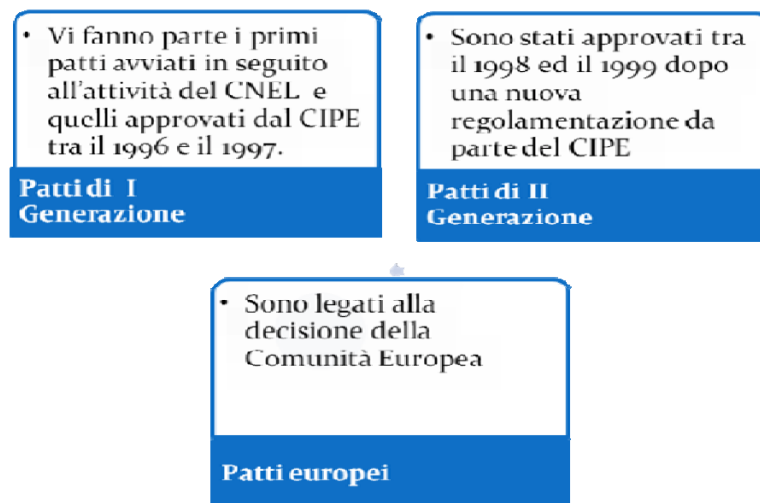 • Vi fanno parte i primi
patti avviati in seguito
all'attività del CNEL e
quelli approvati dal CIPE
tra il 1996 e il 1997.
Patti di I
Generazione
• Sono stati approvati tra
il 1998 ed il 1999 dopo
una nuova
regolamentazione da
parte del CIPE
Patti di II
Generazione
• Sono legati alla
decisione della
Comunità Europea
Patti europei